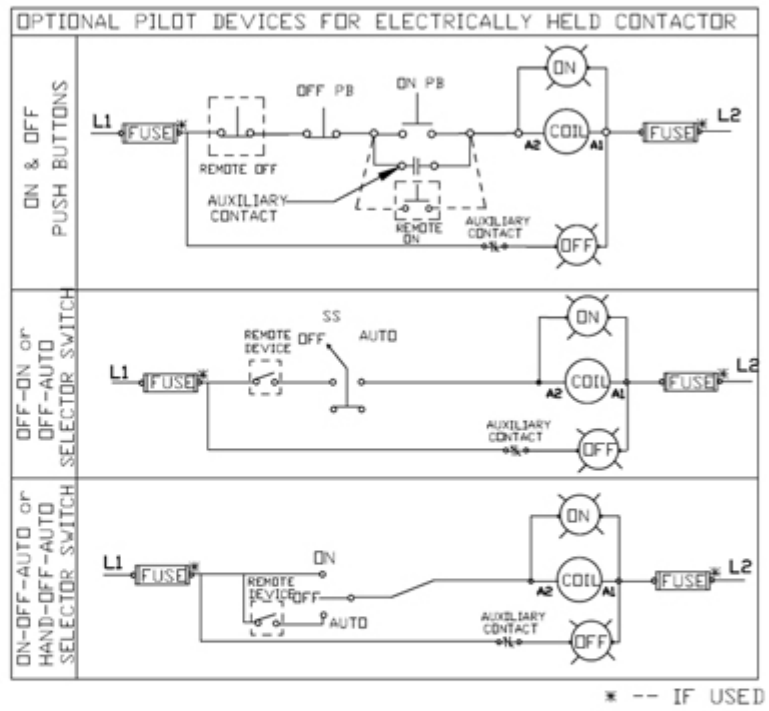 OPTIONAL PILOT DEVICES FOR ELECTRICALLY HELD CONTACTOR
ON & OFF
PUSH BUTTONS
L1
FUSE*
REMOTE OFF
OFF PB
ON PB
AUXILIARY
CONTACT
REMOTE
ON
ON
A2
COIL
A1
FUSE*
L2
AUXILIARY
CONTACT
OFF
OFF-ON or
OFF-AUTO
SELECTOR SWITCH
L1
FUSE*
REMOTE
DEVICE
SS
OFF
AUTO
ON
A2
COIL
A1
FUSE*
L2
AUXILIARY
CONTACT
OFF
ON-OFF-AUTO or
HAND-OFF-AUTO
SELECTOR SWITCH
L1
FUSE*
REMOTE
DEVICE
ON
OFF
AUTO
ON
A2
COIL
A1
FUSE*
L2
AUXILIARY
CONTACT
OFF
* -- IF USED